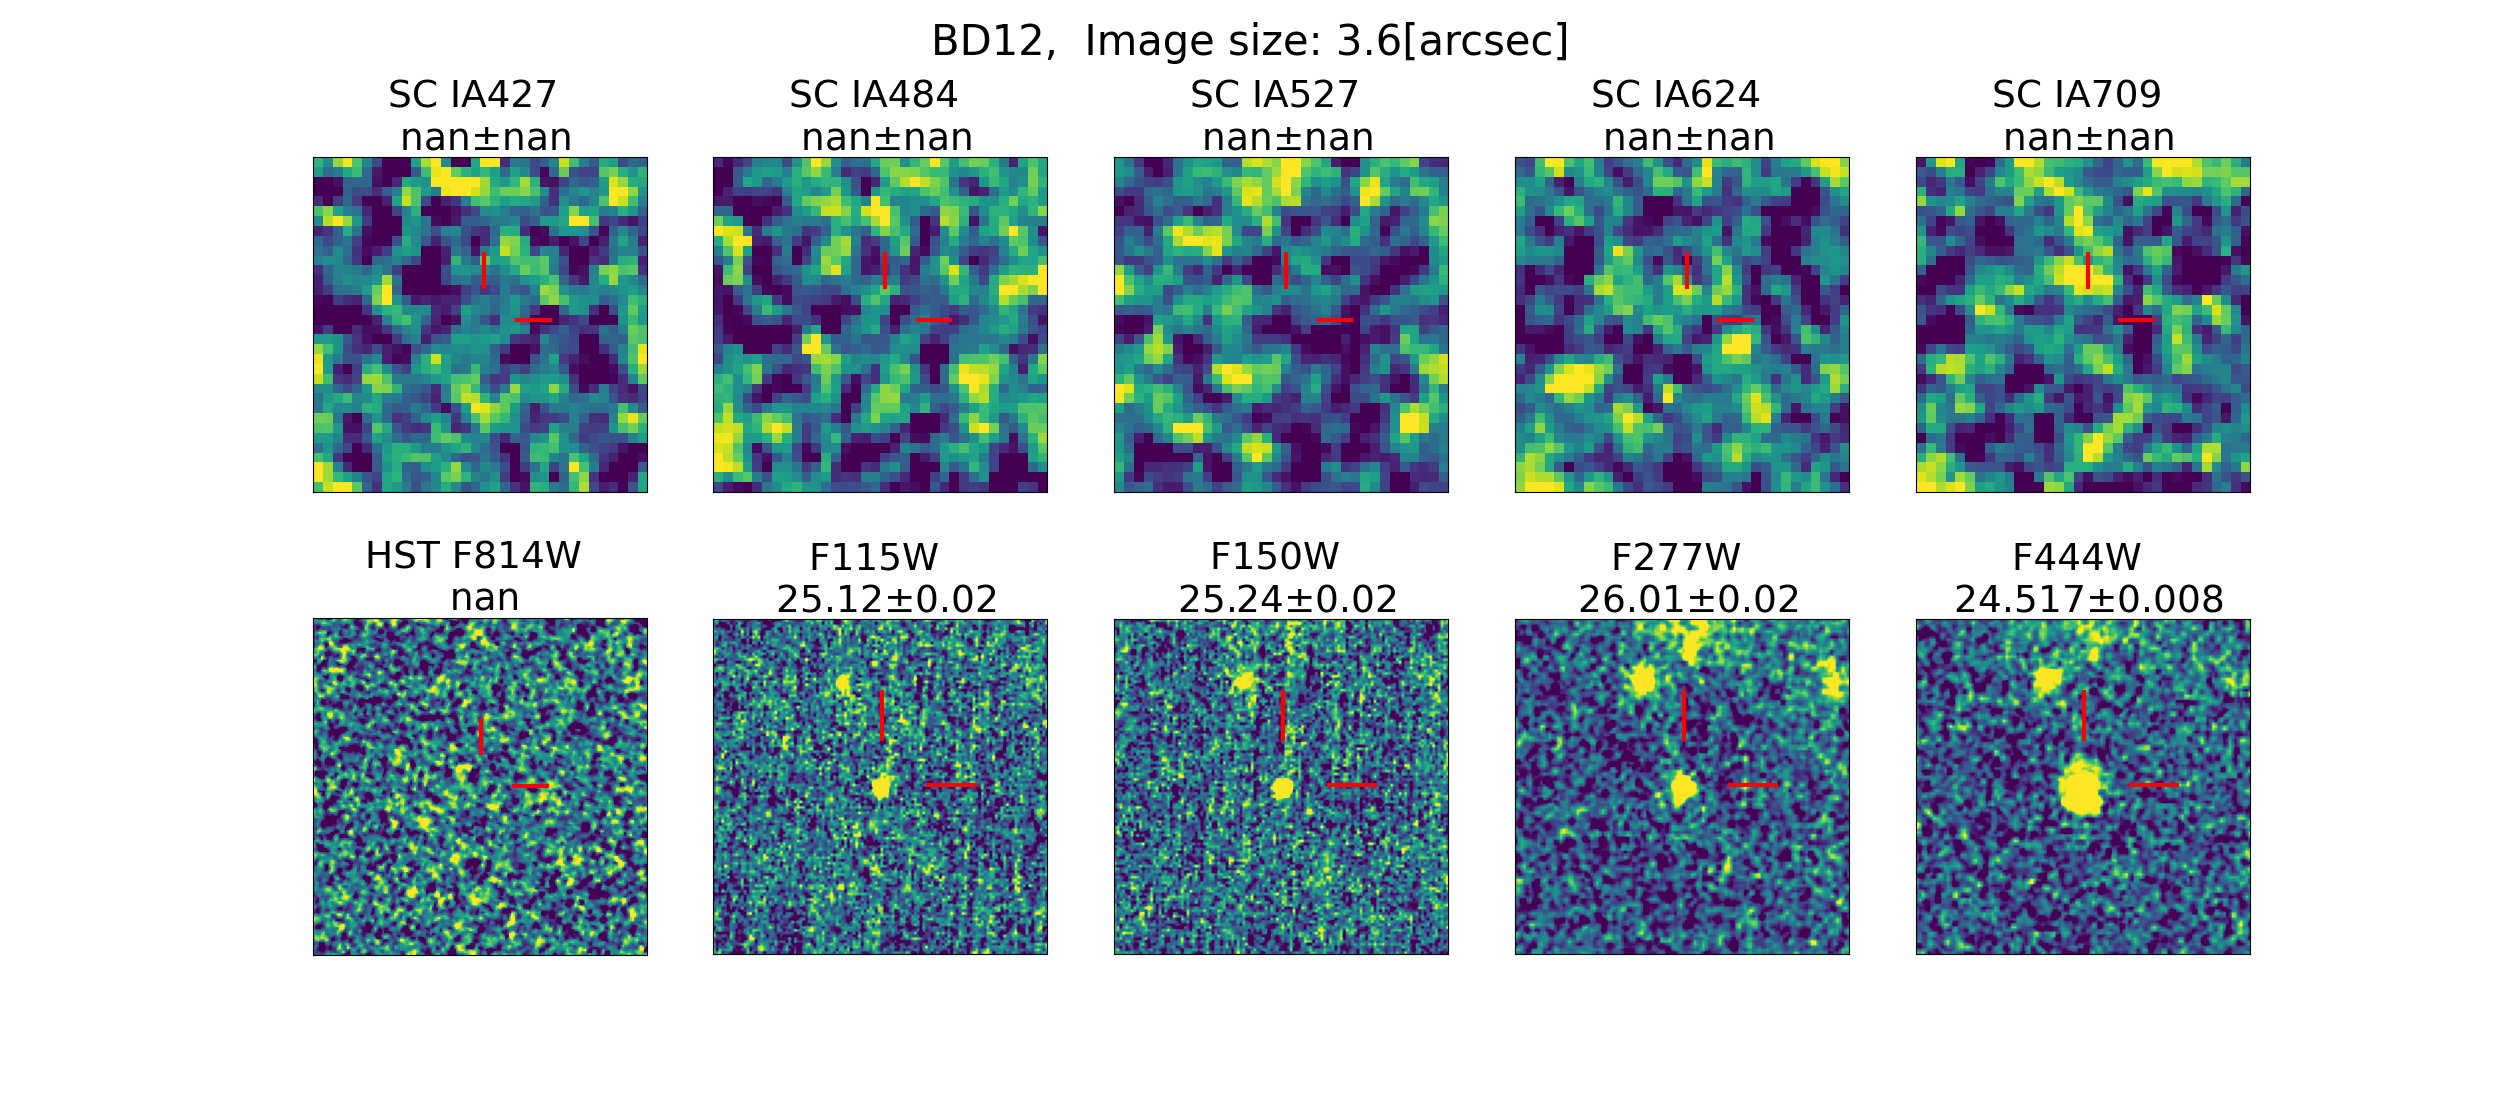 BD12,  Image size: 3.6[arcsec]
SC IA427
nan±nan
SC IA484
nan±nan
SC IA527
nan±nan
SC IA624
nan±nan
SC IA709
nan±nan
HST F814W
nan
F115W
25.12±0.02
F150W
25.24±0.02
F277W
26.01±0.02
F444W
24.517±0.008